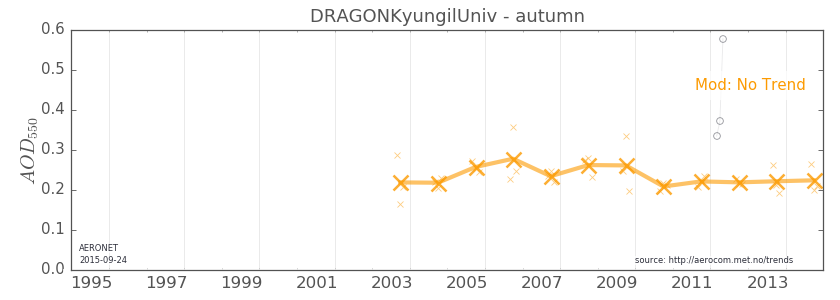 DRAGONKyungilUniv - autumn
0.6
0.5
0.4
0.3
0.2
0.1
0.0
AOD550
Mod: No Trend
AERONET
2015-09-24
source: http://aerocom.met.no/trends
1995 1997 1999 2001 2003 2005 2007 2009 2011 2013